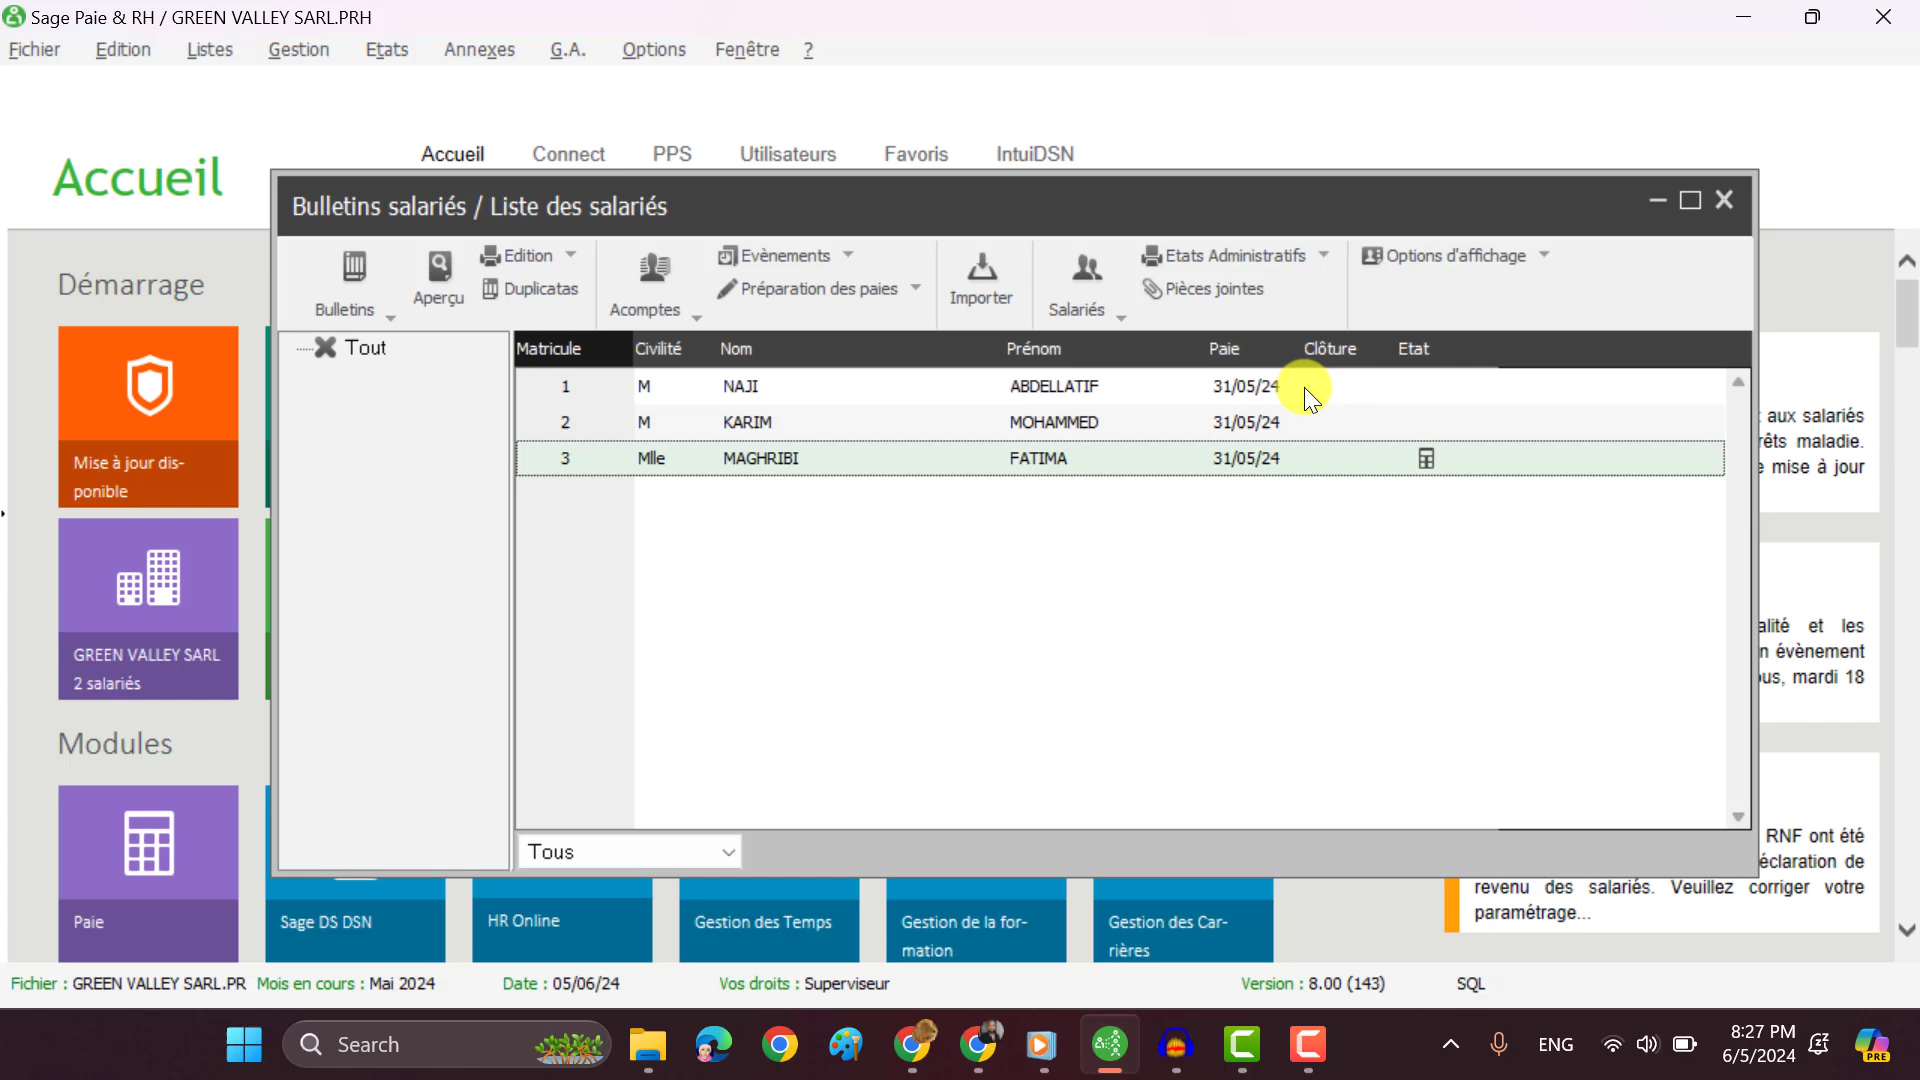 Sage Paie & RH / GREEN VALLEY SARL.PRH
Fichier Edition Listes Gestion Etats Annexes G.A. Options Fenêtre ?
Accueil
Accueil Connect PPS Utilisateurs Favoris IntuiDSN
Bulletins salariés / Liste des salariés
Bulletins Aperçu Edition Duplicatas Acomptes Evènements Préparation des paies Importer Salariés Etats Administratifs Pièces jointes Options d'affichage
Tout
Matricule Civilité Nom Prénom Paie Clôture Etat
1 M NAJI ABDELLATIF 31/05/24
2 M KARIM MOHAMMED 31/05/24
3 Mlle MAGHRIBI FATIMA 31/05/24
Tous
Démarrage
Mise à jour dis-
ponible
GREEN VALLEY SARL
2 salariés
Modules
Paie
Sage DS DSN
HR Online
Gestion des Temps
Gestion de la for-
mation
Gestion des Car-
rières
aux salariés
êts maladie.
mise à jour
alité et les
n évènement
ous, mardi 18
RNF ont été
éclaration de
revenu des salariés. Veuillez corriger votre
paramétrage...
Fichier : GREEN VALLEY SARL.PR Mois en cours : Mai 2024 Date : 05/06/24 Vos droits : Superviseur Version : 8.00 (143) SQL
Search
ENG
8:27 PM
6/5/2024
PRE